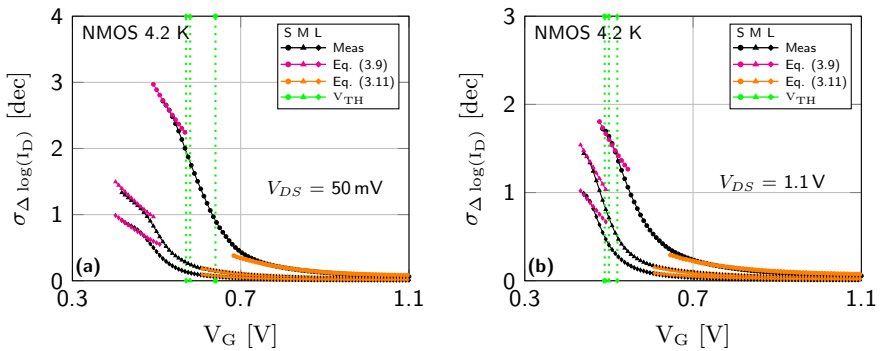 NMOS 4.2 K
S M L
Meas
Eq. (3.9)
Eq. (3.11)
V_TH
V_DS = 50 mV
(a)
σ_Δ log(I_D) [dec]
4
3
2
1
0
0.3 0.7 1.1
V_G [V]
NMOS 4.2 K
S M L
Meas
Eq. (3.9)
Eq. (3.11)
V_TH
V_DS = 1.1 V
(b)
σ_Δ log(I_D) [dec]
3
2
1
0
0.3 0.7 1.1
V_G [V]